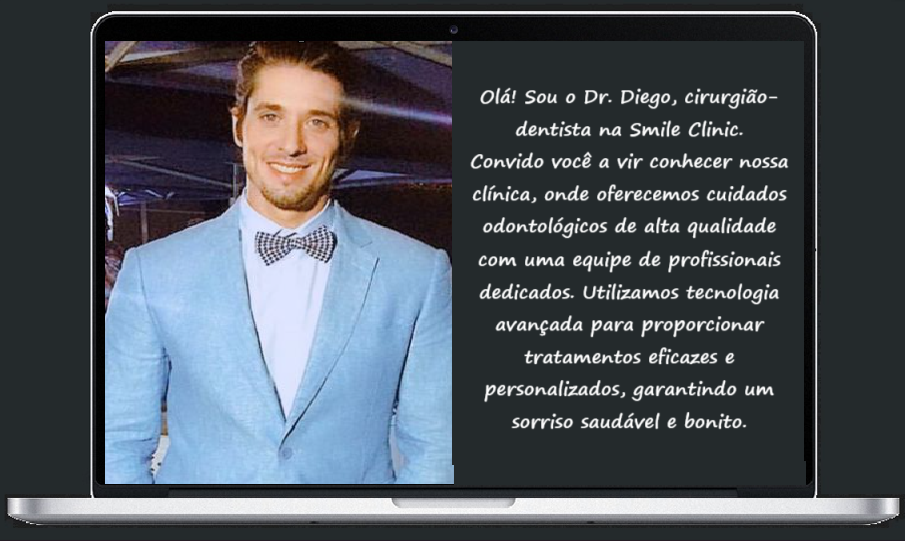 Olá! Sou o Dr. Diego, cirurgião-
dentista na Smile Clinic.
Convido você a vir conhecer nossa
clínica, onde oferecemos cuidados
odontológicos de alta qualidade
com uma equipe de profissionais
dedicados. Utilizamos tecnologia
avançada para proporcionar
tratamentos eficazes e
personalizados, garantindo um
sorriso saudável e bonito.